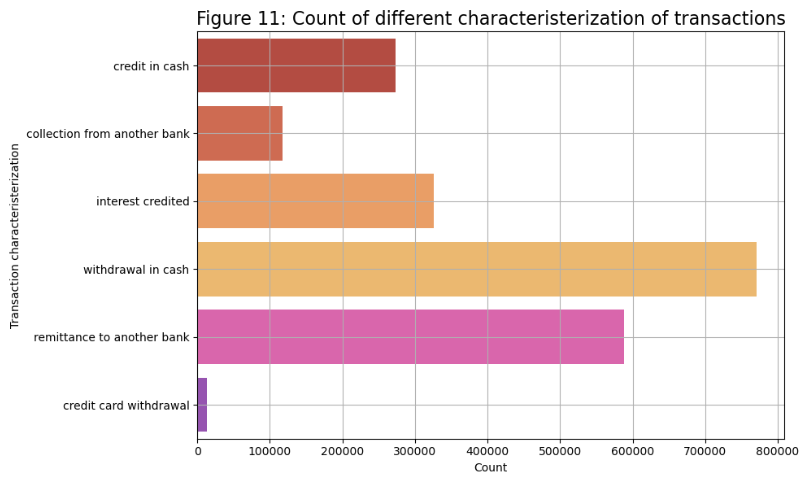 Figure 11: Count of different characteristerization of transactions
Transaction characteristerization
credit in cash
collection from another bank
interest credited
withdrawal in cash
remittance to another bank
credit card withdrawal
0 100000 200000 300000 400000 500000 600000 700000 800000
Count